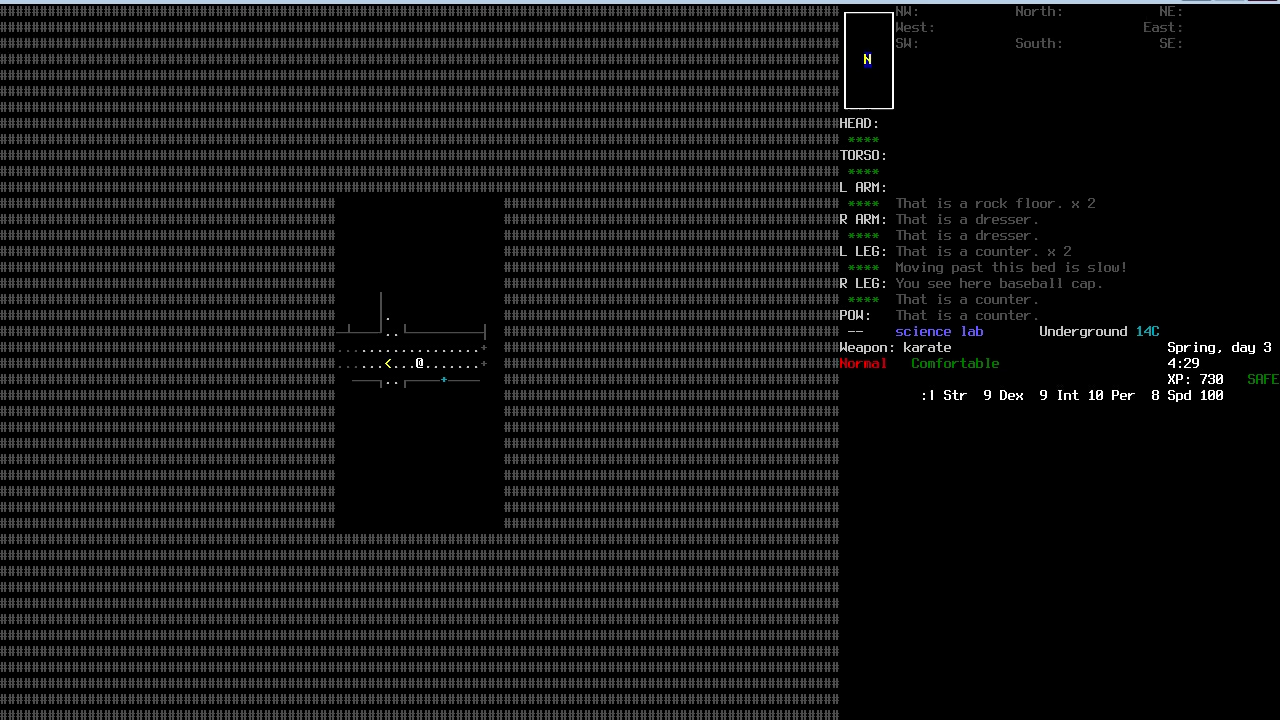 NW: North: NE:
West: East:
SW: South: SE:
N
HEAD:
****
TORSO:
****
L ARM:
**** That is a rock floor. x 2
R ARM: That is a dresser.
**** That is a dresser.
L LEG: That is a counter. x 2
**** Moving past this bed is slow!
R LEG: You see here baseball cap.
**** That is a counter.
POW: That is a counter.
-- science lab Underground 14C
Weapon: karate Spring, day 3
Normal Comfortable 4:29
XP: 730 SAFE
:| Str 9 Dex 9 Int 10 Per 8 Spd 100